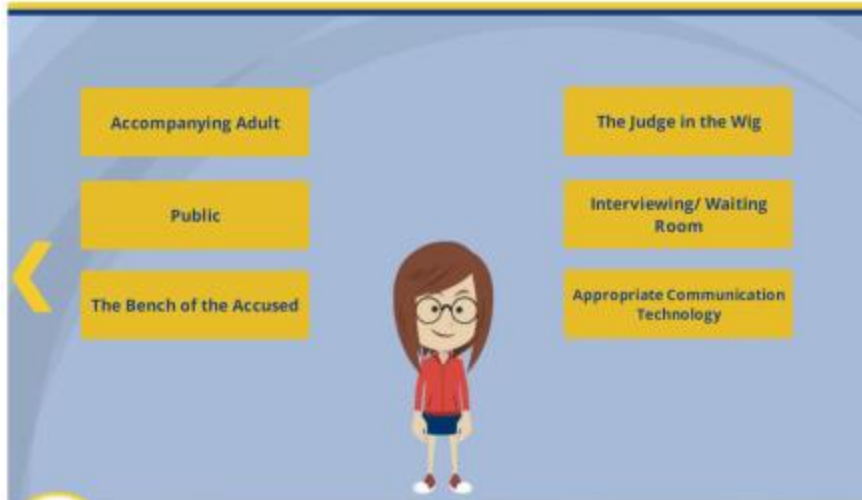 Accompanying Adult
Public
The Bench of the Accused
The Judge in the Wig
Interviewing/ Waiting
Room
Appropriate Communication
Technology